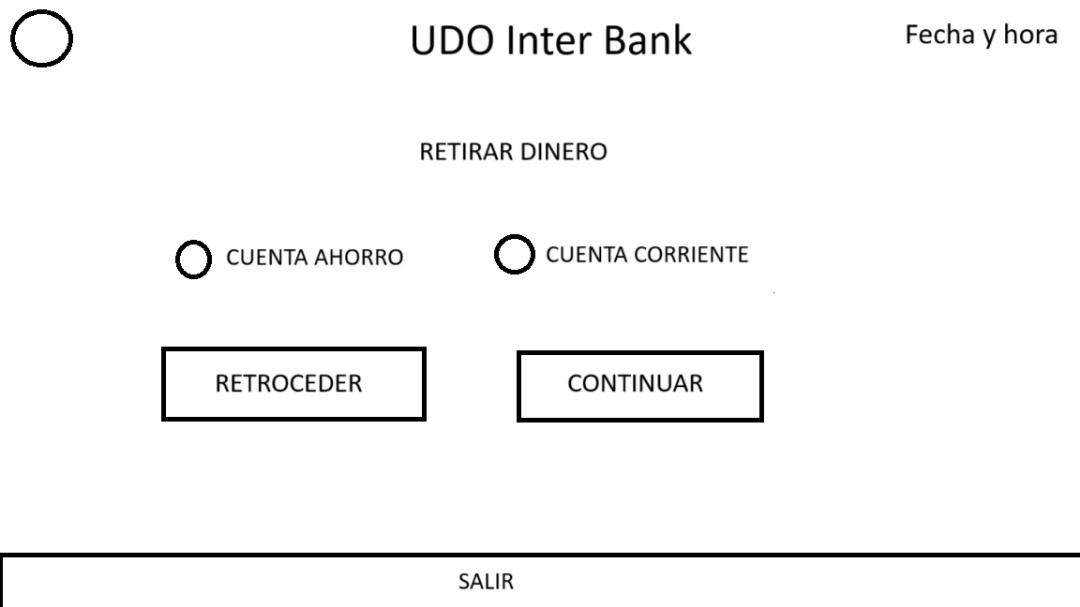 UDO Inter Bank
Fecha y hora
RETIRAR DINERO
CUENTA AHORRO
CUENTA CORRIENTE
RETROCEDER
CONTINUAR
SALIR